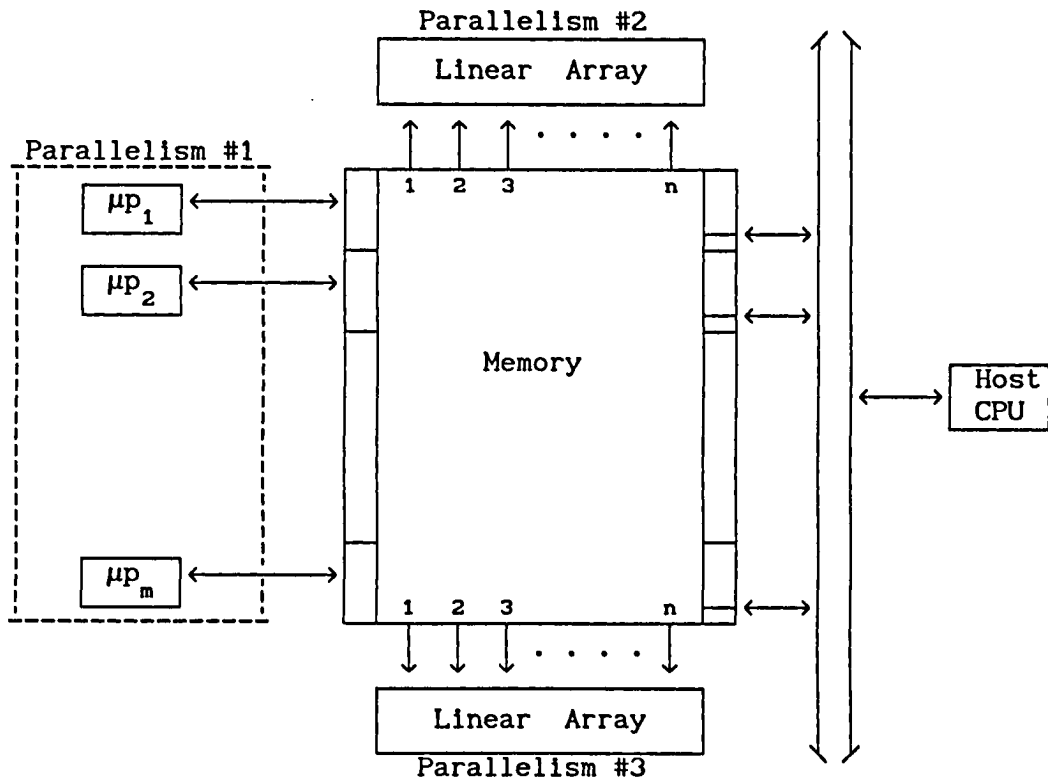 Parallelism #2
Linear Array
Parallelism #1
1 2 3 . . . . n
μp1
μp2
Memory
Host
CPU
μpm
1 2 3 . . . . n
Linear Array
Parallelism #3